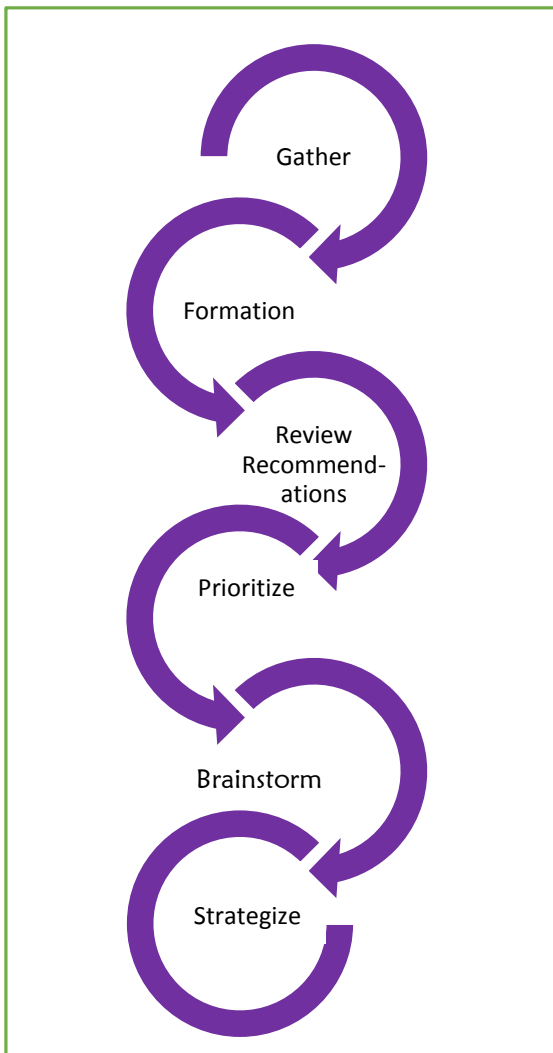 Gather
Formation
Review
Recommend-
ations
Prioritize
Brainstorm
Strategize